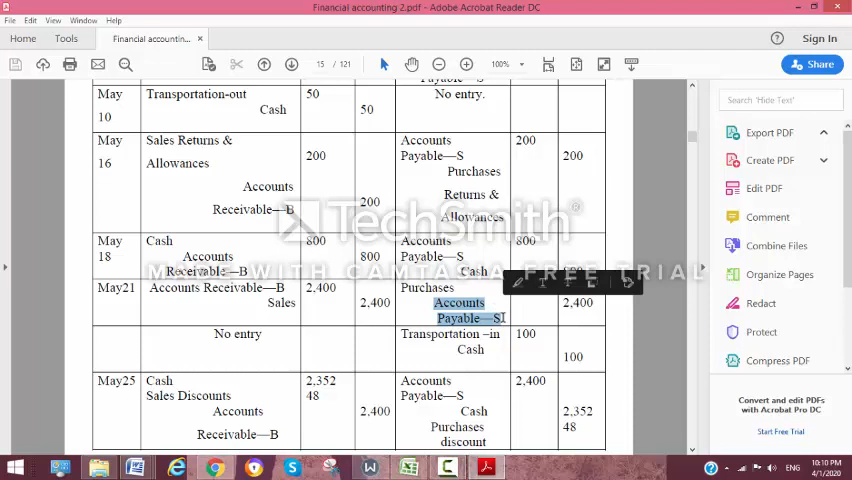 Financial accounting 2.pdf - Adobe Acrobat Reader DC
File Edit View Window Help
Home Tools Financial accountin... × Sign In
15 / 121 100% Share
May 10 Transportation-out 50 No entry.
Cash 50
May 16 Sales Returns & Allowances 200 Accounts Payable—S 200
Accounts Receivable—B 200 Purchases Returns & Allowances 200
May 18 Cash 800 Accounts Payable—S 800
Accounts Receivable—B 800 Cash
May21 Accounts Receivable—B 2,400 Purchases
Sales 2,400 Accounts Payable—S 2,400
No entry Transportation –in 100
Cash 100
May25 Cash 2,352 Accounts Payable—S 2,400
Sales Discounts 48
Accounts Receivable—B 2,400 Cash 2,352
Purchases discount 48
TechSmith®
MADE WITH CAMTASIA FREE TRIAL
Search 'Hide Text'
Export PDF
Create PDF
Edit PDF
Comment
Combine Files
Organize Pages
Redact
Protect
Compress PDF
Convert and edit PDFs
with Acrobat Pro DC
Start Free Trial
ENG 10:10 PM
4/1/2020